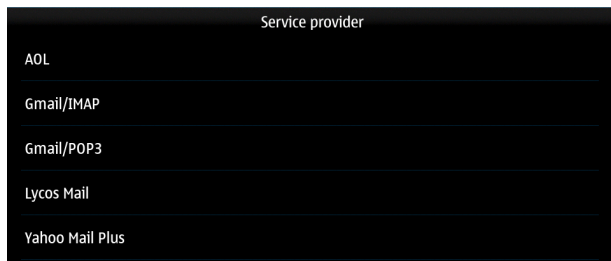 Service provider
AOL
Gmail/IMAP
Gmail/POP3
Lycos Mail
Yahoo Mail Plus